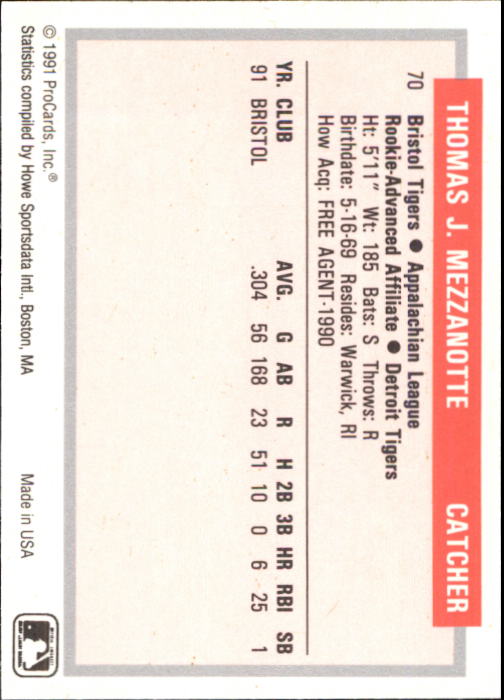 THOMAS J. MEZZANOTTE CATCHER
70 Bristol Tigers ● Appalachian League
Rookie-Advanced Affiliate ● Detroit Tigers
Ht: 5'11" Wt: 185 Bats: S Throws: R
Birthdate: 5-16-69 Resides: Warwick, RI
How Acq: FREE AGENT-1990
YR. CLUB AVG. G AB R H 2B 3B HR RBI SB
91 BRISTOL .304 56 168 23 51 10 0 6 25 1
© 1991 ProCards, Inc.®
Statistics compiled by Howe Sportsdata Intl., Boston, MA Made in USA